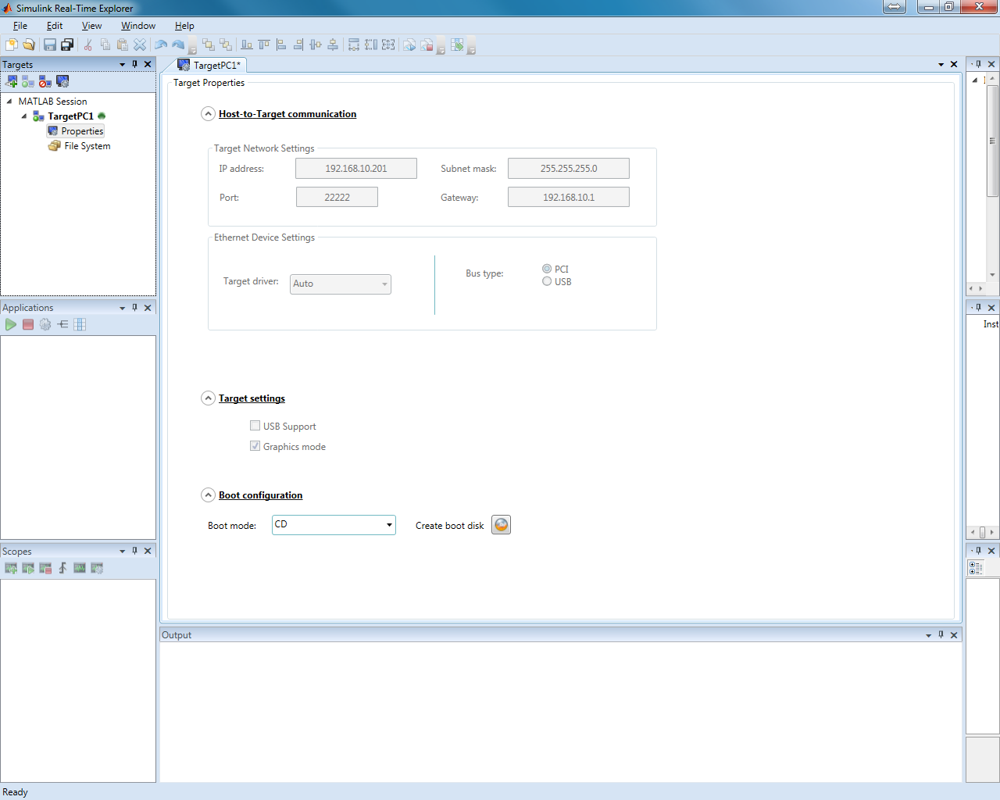 Simulink Real-Time Explorer
File Edit View Window Help
Targets
MATLAB Session
TargetPC1
Properties
File System
Applications
Scopes
TargetPC1*
Target Properties
Host-to-Target communication
Target Network Settings
IP address: 192.168.10.201 Subnet mask: 255.255.255.0
Port: 22222 Gateway: 192.168.10.1
Ethernet Device Settings
Target driver: Auto Bus type: PCI
USB
Target settings
USB Support
Graphics mode
Boot configuration
Boot mode: CD Create boot disk
Output
Inst
Ready